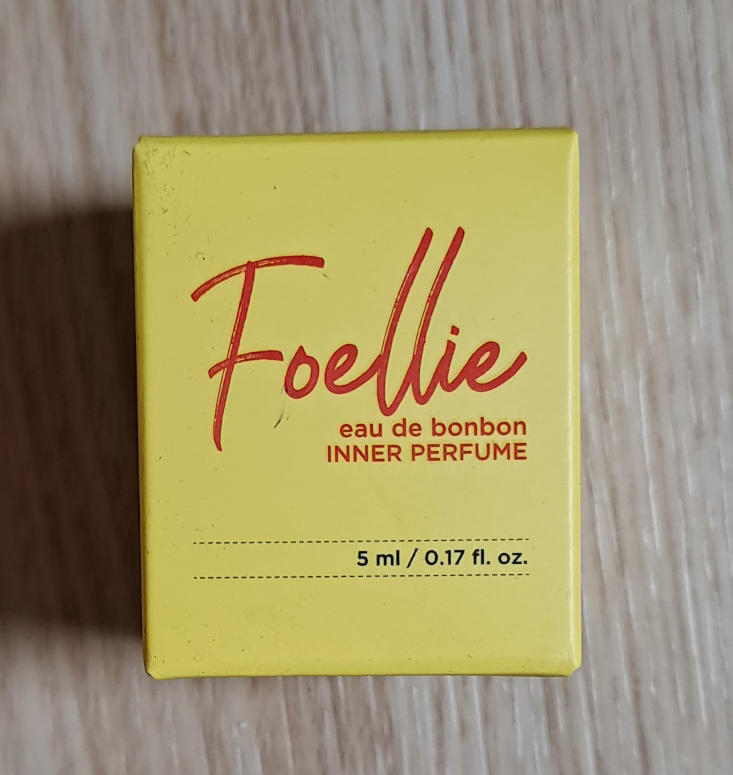 Foellie
eau de bonbon
INNER PERFUME
5 ml / 0.17 fl. oz.